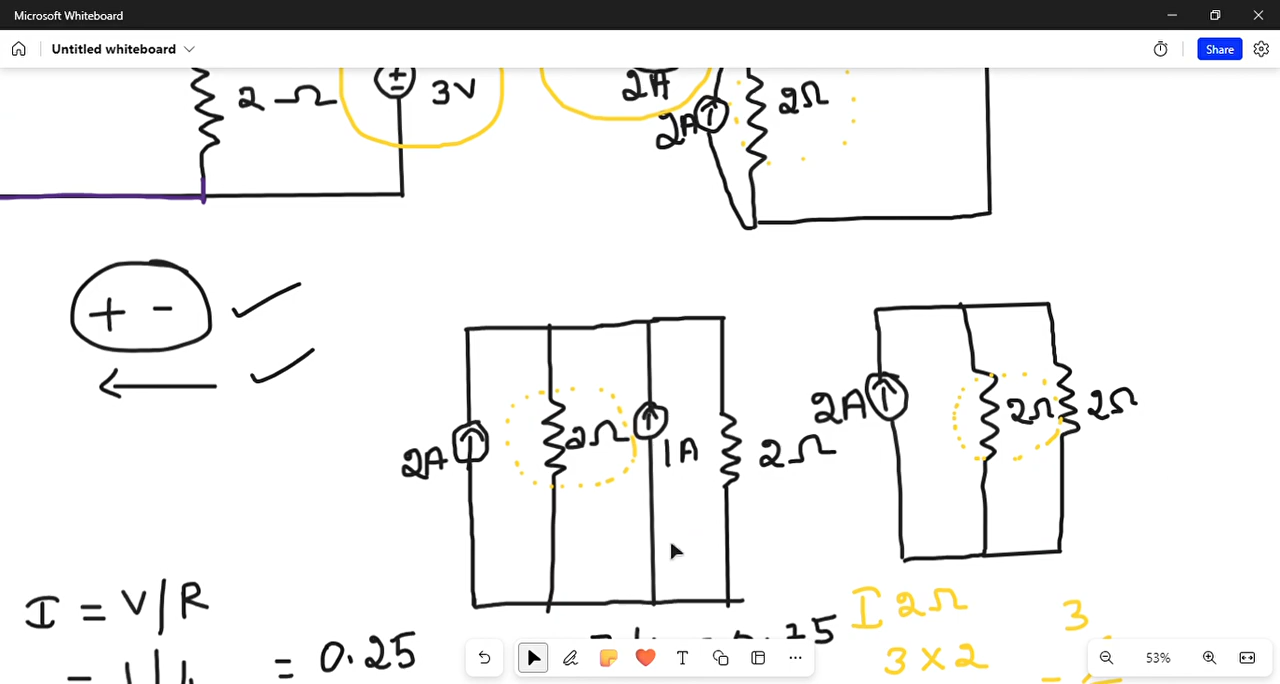 Microsoft Whiteboard
Untitled whiteboard
Share
2 Ω
3V
2A
2A
2Ω
+
-
+ -
2A
2Ω
1A
2Ω
2A
2Ω
2Ω
I = V/R
= 0.25
I 2Ω
3 × 2
3
=
53%